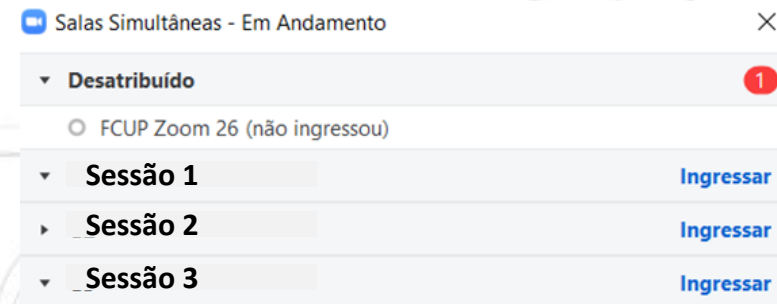 Salas Simultâneas - Em Andamento
Desatribuído 1
FCUP Zoom 26 (não ingressou)
Sessão 1 Ingressar
Sessão 2 Ingressar
Sessão 3 Ingressar